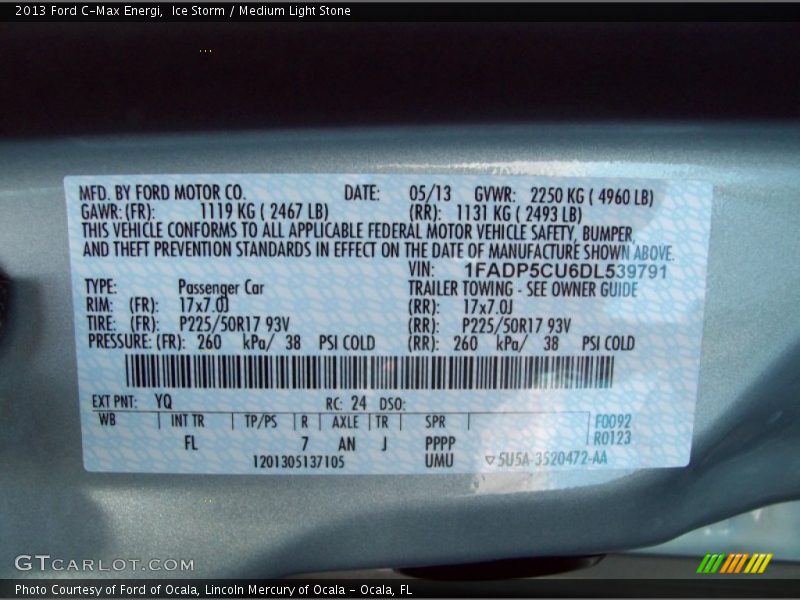 2013 Ford C-Max Energi, Ice Storm / Medium Light Stone
MFD. BY FORD MOTOR CO. DATE: 05/13 GVWR: 2250 KG ( 4960 LB)
GAWR: (FR): 1119 KG ( 2467 LB) (RR): 1131 KG ( 2493 LB)
THIS VEHICLE CONFORMS TO ALL APPLICABLE FEDERAL MOTOR VEHICLE SAFETY, BUMPER,
AND THEFT PREVENTION STANDARDS IN EFFECT ON THE DATE OF MANUFACTURE SHOWN ABOVE.
VIN: 1FADP5CU6DL539791
TYPE: Passenger Car TRAILER TOWING - SEE OWNER GUIDE
RIM: (FR): 17x7.0J (RR): 17x7.0J
TIRE: (FR): P225/50R17 93V (RR): P225/50R17 93V
PRESSURE: (FR): 260 kPa/ 38 PSI COLD (RR): 260 kPa/ 38 PSI COLD
EXT PNT: YQ RC: 24 DSO:
WB INT TR TP/PS R AXLE TR SPR F0092
R0123
FL 7 AN J PPPP
1201305137105 UMU ▽5U5A-3520472-AA
GTCARLOT.COM
Photo Courtesy of Ford of Ocala, Lincoln Mercury of Ocala - Ocala, FL